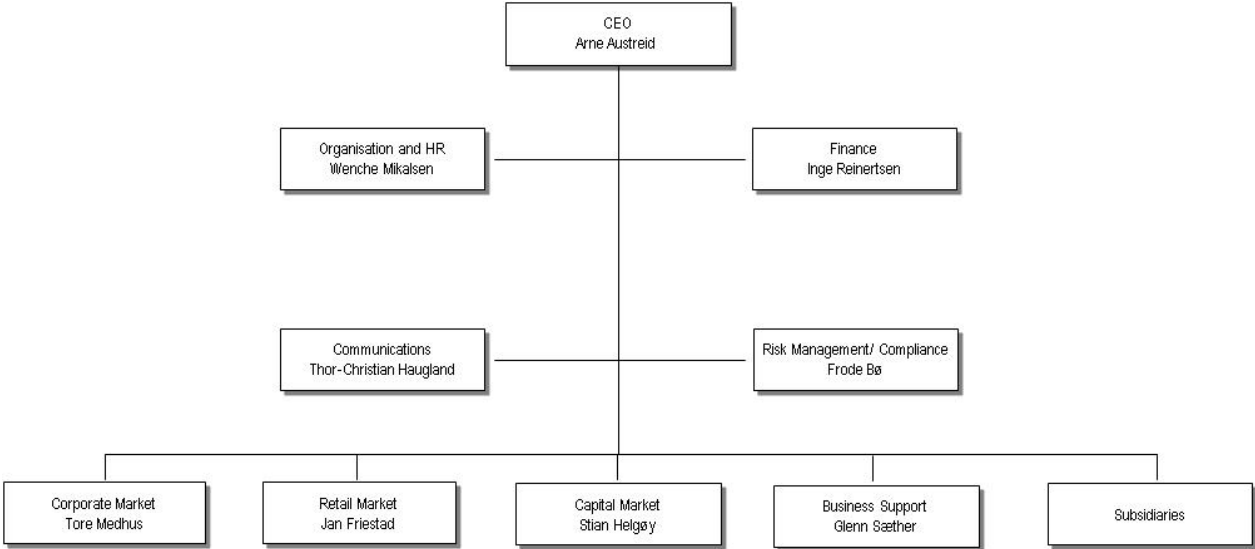 CEO
Arne Austreid
Organisation and HR
Wenche Mikalsen
Finance
Inge Reinertsen
Communications
Thor-Christian Haugland
Risk Management/ Compliance
Frode Bø
Corporate Market
Tore Medhus
Retail Market
Jan Friestad
Capital Market
Stian Helgøy
Business Support
Glenn Sæther
Subsidiaries